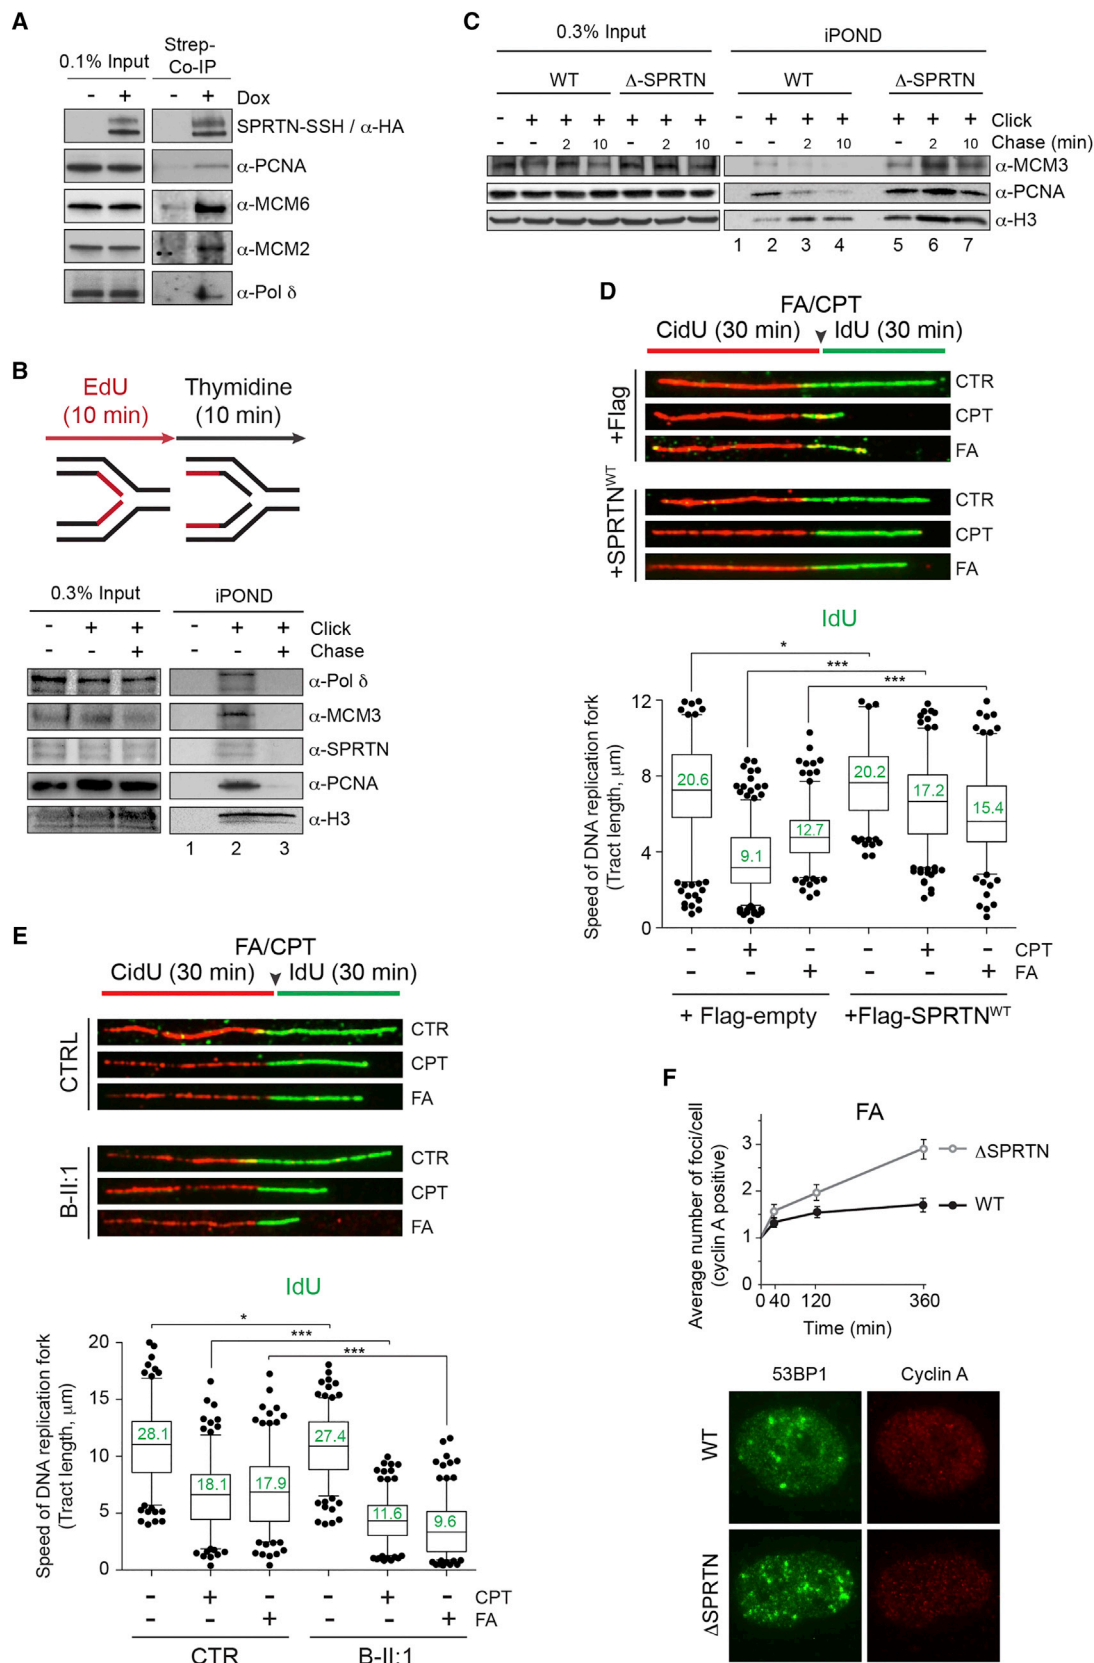 A
0.1% Input
Strep-
Co-IP
- + - + Dox
SPRTN-SSH / α-HA
α-PCNA
α-MCM6
α-MCM2
α-Pol δ
B
EdU
(10 min)
Thymidine
(10 min)
0.3% Input
iPOND
- + + - + + Click
- - + - - + Chase
α-Pol δ
α-MCM3
α-SPRTN
α-PCNA
α-H3
1 2 3
C
0.3% Input
iPOND
WT Δ-SPRTN WT Δ-SPRTN
- + + + + + + - + + + + + + Click
- - 2 10 - 2 10 - - 2 10 - 2 10 Chase (min)
α-MCM3
α-PCNA
α-H3
1 2 3 4 5 6 7
D
FA/CPT
CidU (30 min) IdU (30 min)
+Flag
CTR
CPT
FA
+SPRTNWT
CTR
CPT
FA
IdU
*
***
***
Speed of DNA replication fork
(Tract length, μm)
12
8
4
0
20.6
9.1
12.7
20.2
17.2
15.4
- + - - + - CPT
- - + - - + FA
+ Flag-empty
+Flag-SPRTNWT
E
FA/CPT
CidU (30 min) IdU (30 min)
CTRL
CTR
CPT
FA
B-II:1
CTR
CPT
FA
IdU
*
***
***
Speed of DNA replication fork
(Tract length, μm)
20
15
10
5
0
28.1
18.1
17.9
27.4
11.6
9.6
- + - - + - CPT
- - + - - + FA
CTR
B-II:1
F
FA
Average number of foci/cell
(cyclin A positive)
3
2
1
0
ΔSPRTN
WT
0 40 120 360
Time (min)
53BP1
Cyclin A
WT
ΔSPRTN